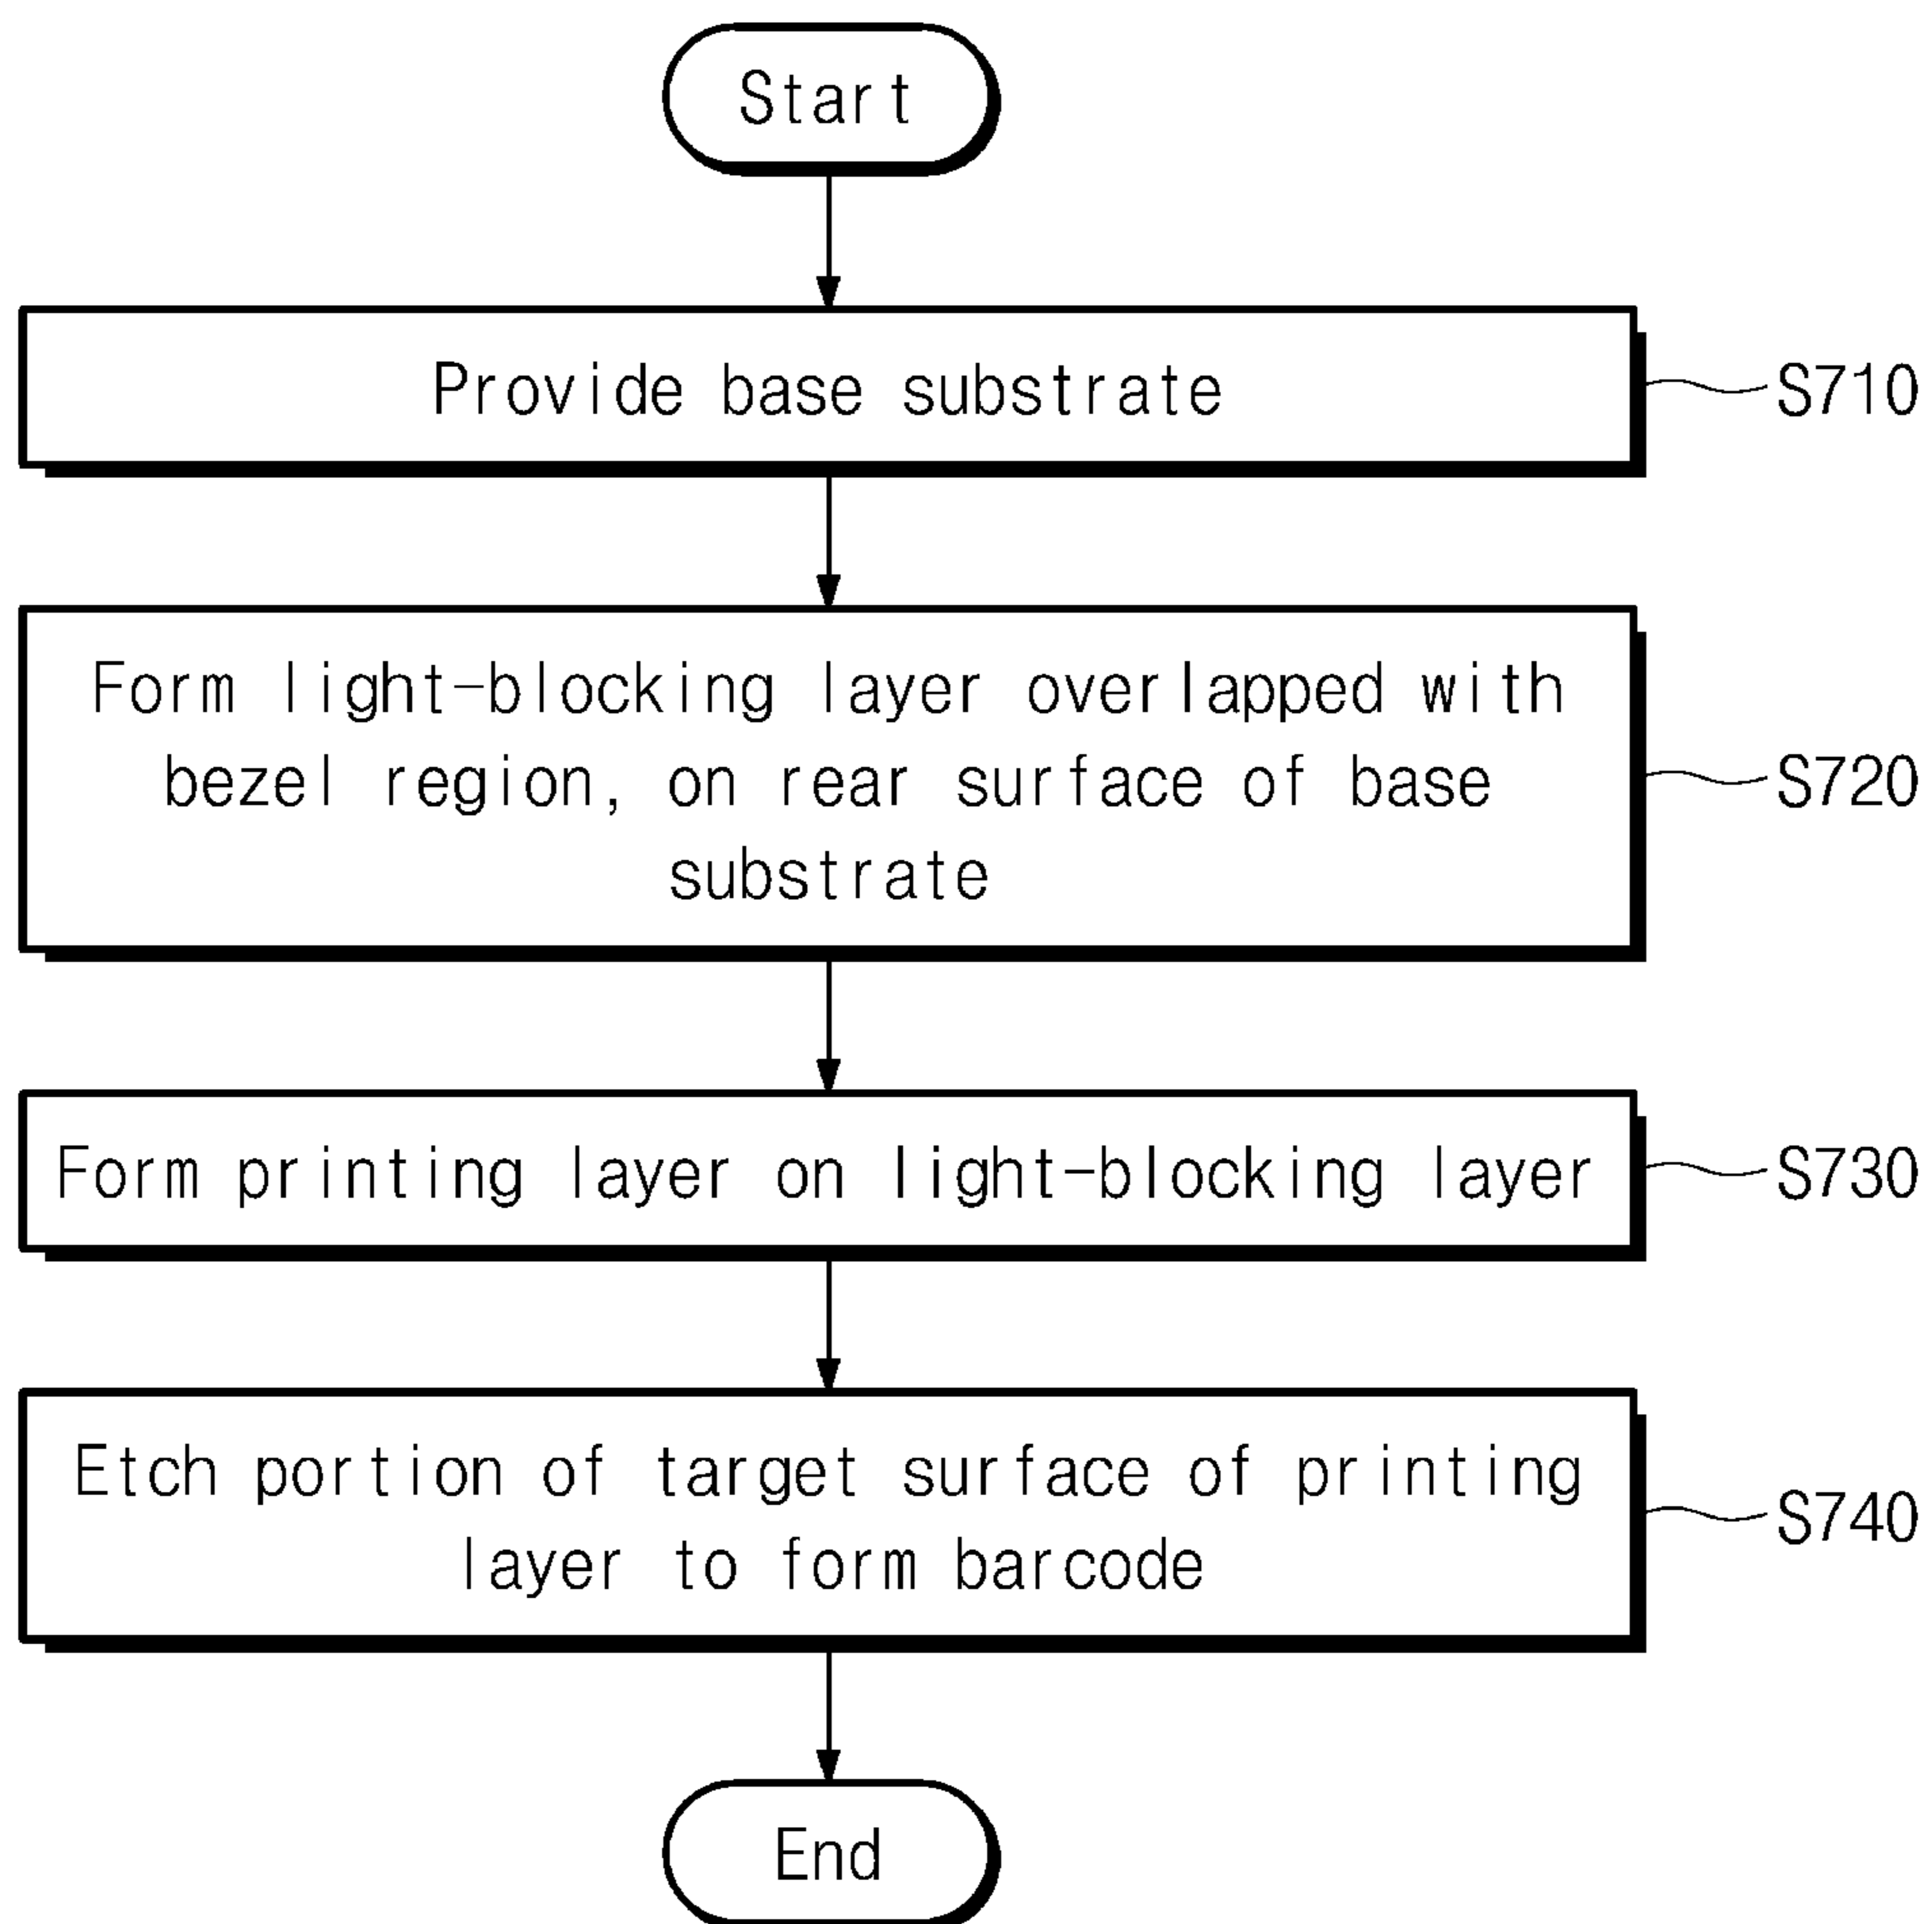 Start
Provide base substrate
S710
Form light-blocking layer overlapped with
bezel region, on rear surface of base
substrate
S720
Form printing layer on light-blocking layer
S730
Etch portion of target surface of printing
layer to form barcode
S740
End